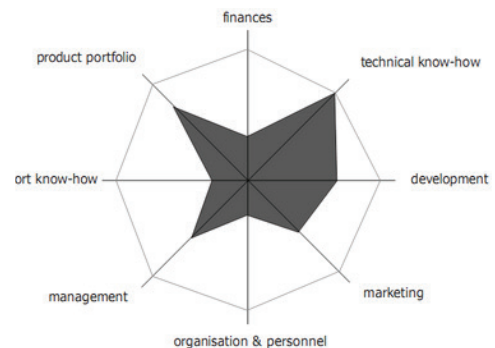 finances
product portfolio
technical know-how
ort know-how
development
management
marketing
organisation & personnel